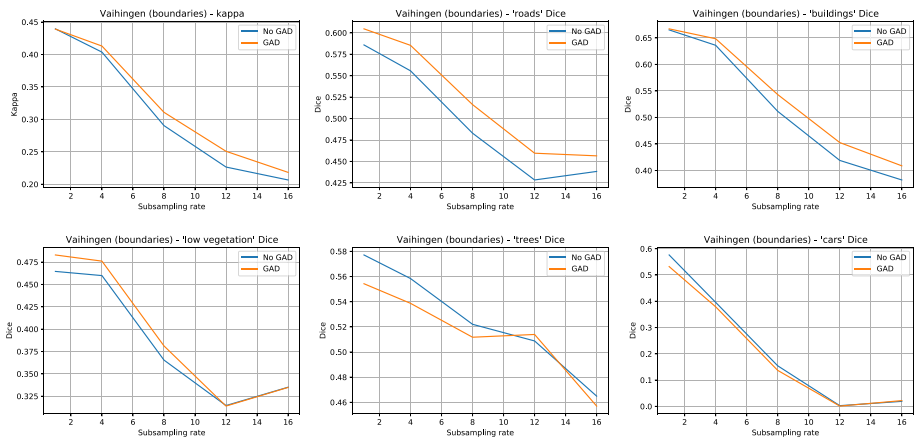 Vaihingen (boundaries) - kappa
0.45
0.40
0.35
0.30
0.25
0.20
Kappa
No GAD
GAD
2 4 6 8 10 12 14 16
Subsampling rate
Vaihingen (boundaries) - 'roads' Dice
0.600
0.575
0.550
0.525
0.500
0.475
0.450
0.425
Dice
No GAD
GAD
2 4 6 8 10 12 14 16
Subsampling rate
Vaihingen (boundaries) - 'buildings' Dice
0.65
0.60
0.55
0.50
0.45
0.40
Dice
No GAD
GAD
2 4 6 8 10 12 14 16
Subsampling rate
Vaihingen (boundaries) - 'low vegetation' Dice
0.475
0.450
0.425
0.400
0.375
0.350
0.325
Dice
No GAD
GAD
2 4 6 8 10 12 14 16
Subsampling rate
Vaihingen (boundaries) - 'trees' Dice
0.58
0.56
0.54
0.52
0.50
0.48
0.46
Dice
No GAD
GAD
2 4 6 8 10 12 14 16
Subsampling rate
Vaihingen (boundaries) - 'cars' Dice
0.6
0.5
0.4
0.3
0.2
0.1
0.0
Dice
No GAD
GAD
2 4 6 8 10 12 14 16
Subsampling rate